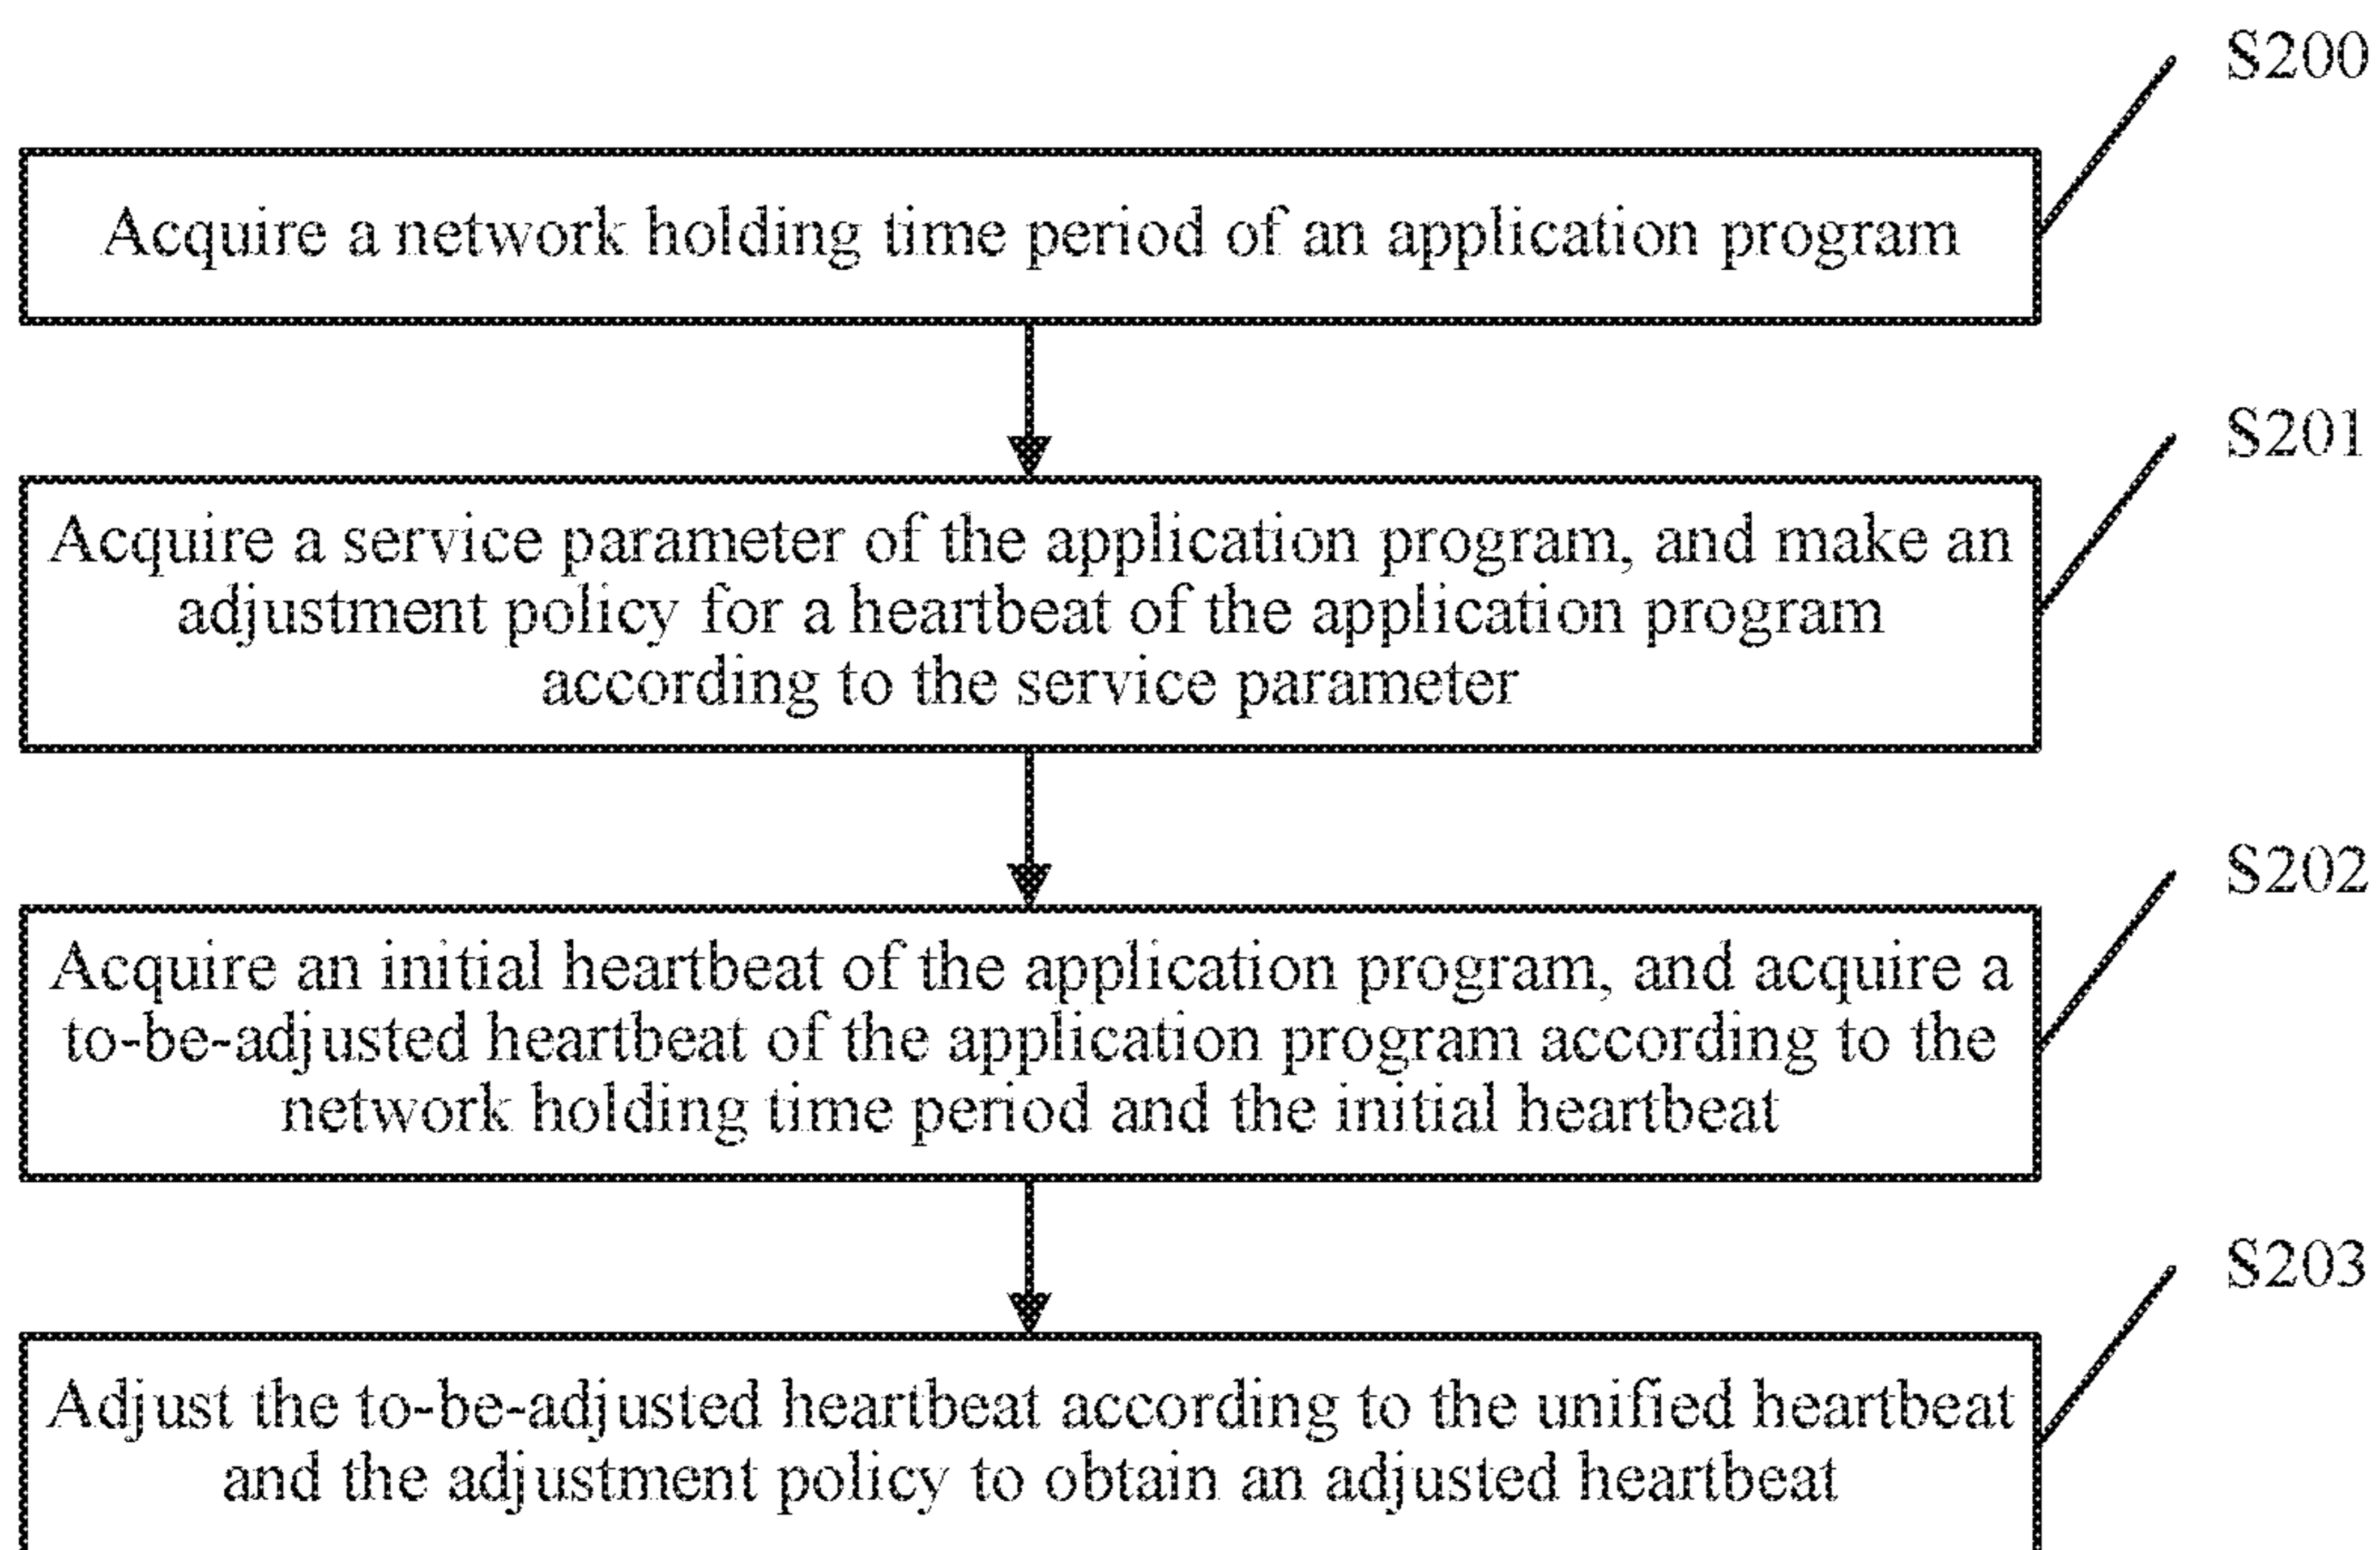 S200
Acquire a network holding time period of an application program
S201
Acquire a service parameter of the application program, and make an
adjustment policy for a heartbeat of the application program
according to the service parameter
S202
Acquire an initial heartbeat of the application program, and acquire a
to-be-adjusted heartbeat of the application program according to the
network holding time period and the initial heartbeat
S203
Adjust the to-be-adjusted heartbeat according to the unified heartbeat
and the adjustment policy to obtain an adjusted heartbeat